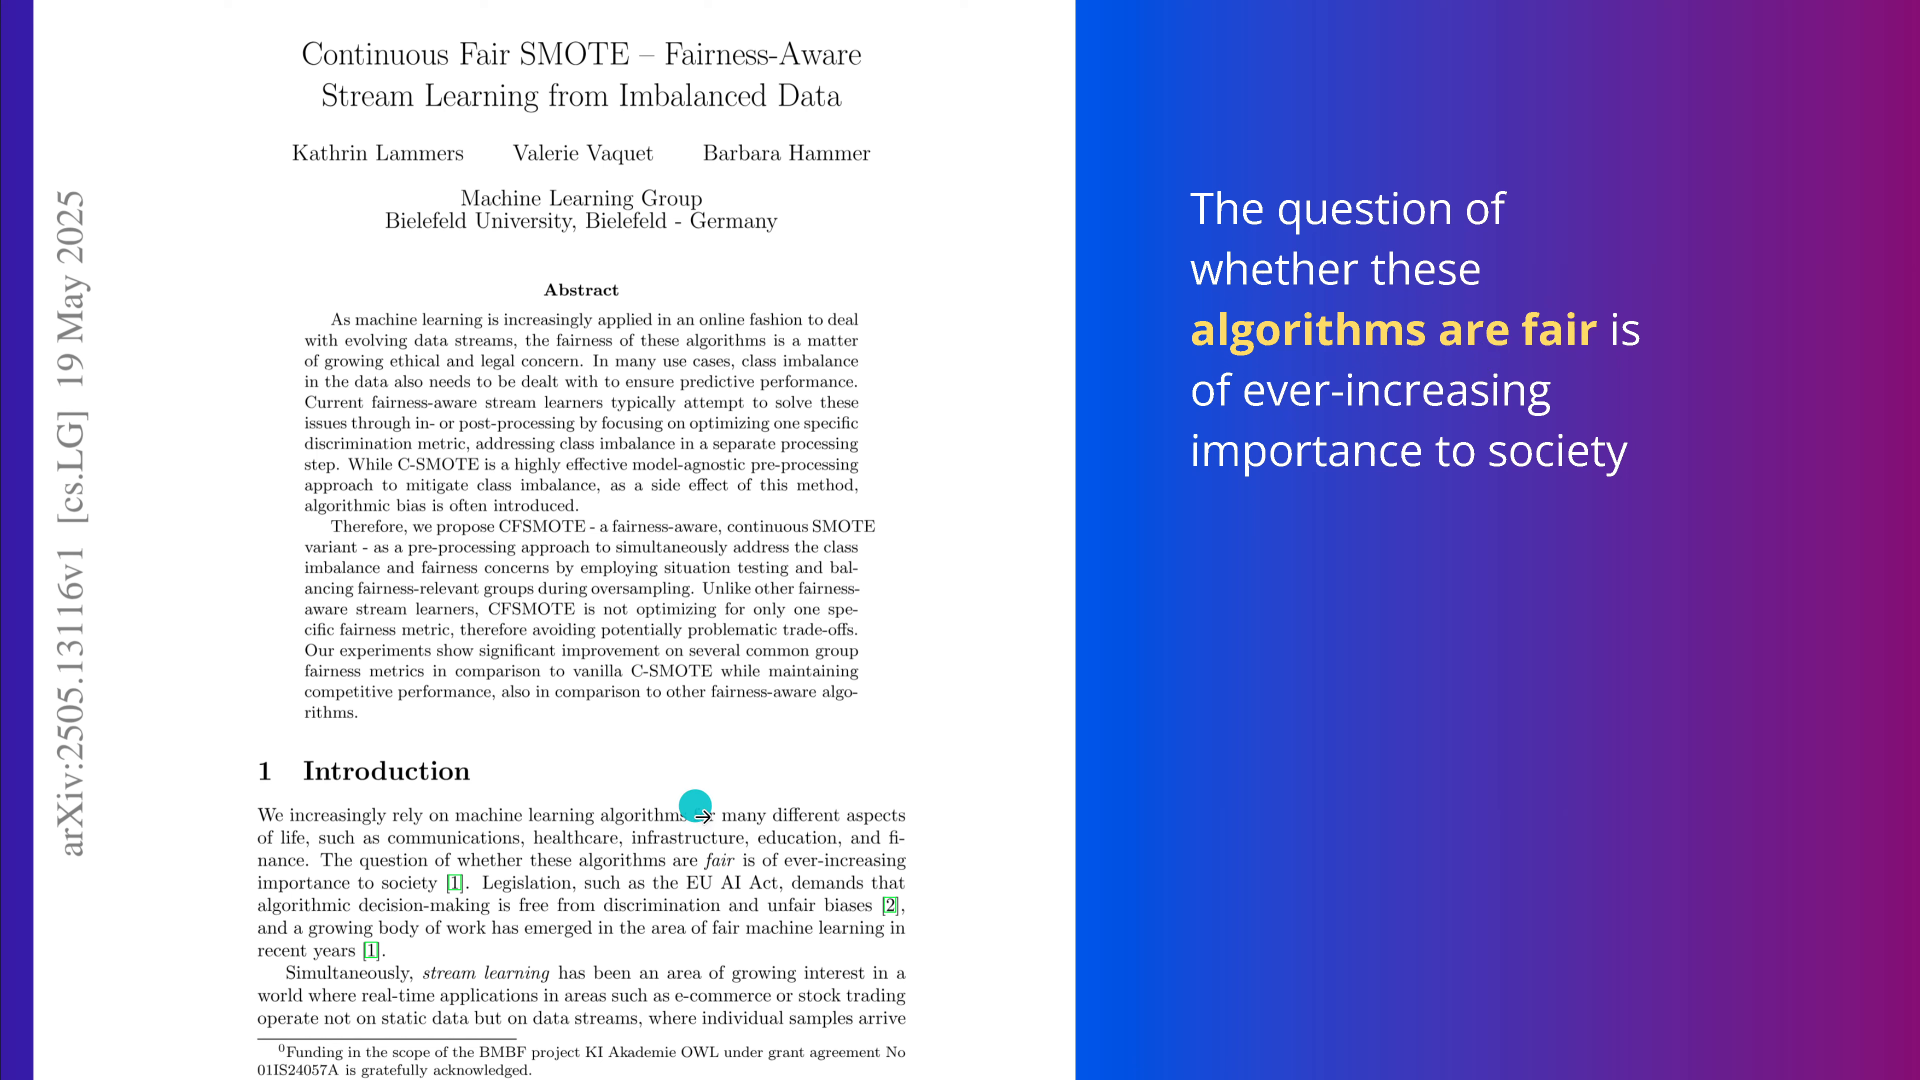 arXiv:2505.13116v1 [cs.LG] 19 May 2025
Continuous Fair SMOTE – Fairness-Aware
Stream Learning from Imbalanced Data
Kathrin Lammers Valerie Vaquet Barbara Hammer
Machine Learning Group
Bielefeld University, Bielefeld - Germany
Abstract
As machine learning is increasingly applied in an online fashion to deal
with evolving data streams, the fairness of these algorithms is a matter
of growing ethical and legal concern. In many use cases, class imbalance
in the data also needs to be dealt with to ensure predictive performance.
Current fairness-aware stream learners typically attempt to solve these
issues through in- or post-processing by focusing on optimizing one specific
discrimination metric, addressing class imbalance in a separate processing
step. While C-SMOTE is a highly effective model-agnostic pre-processing
approach to mitigate class imbalance, as a side effect of this method,
algorithmic bias is often introduced.
Therefore, we propose CFSMOTE - a fairness-aware, continuous SMOTE
variant - as a pre-processing approach to simultaneously address the class
imbalance and fairness concerns by employing situation testing and bal-
ancing fairness-relevant groups during oversampling. Unlike other fairness-
aware stream learners, CFSMOTE is not optimizing for only one spe-
cific fairness metric, therefore avoiding potentially problematic trade-offs.
Our experiments show significant improvement on several common group
fairness metrics in comparison to vanilla C-SMOTE while maintaining
competitive performance, also in comparison to other fairness-aware algo-
rithms.
1 Introduction
We increasingly rely on machine learning algorithms many different aspects
of life, such as communications, healthcare, infrastructure, education, and fi-
nance. The question of whether these algorithms are fair is of ever-increasing
importance to society [1]. Legislation, such as the EU AI Act, demands that
algorithmic decision-making is free from discrimination and unfair biases [2],
and a growing body of work has emerged in the area of fair machine learning in
recent years [1].
Simultaneously, stream learning has been an area of growing interest in a
world where real-time applications in areas such as e-commerce or stock trading
operate not on static data but on data streams, where individual samples arrive
0Funding in the scope of the BMBF project KI Akademie OWL under grant agreement No
01IS24057A is gratefully acknowledged.
The question of
whether these
algorithms are fair is
of ever-increasing
importance to society